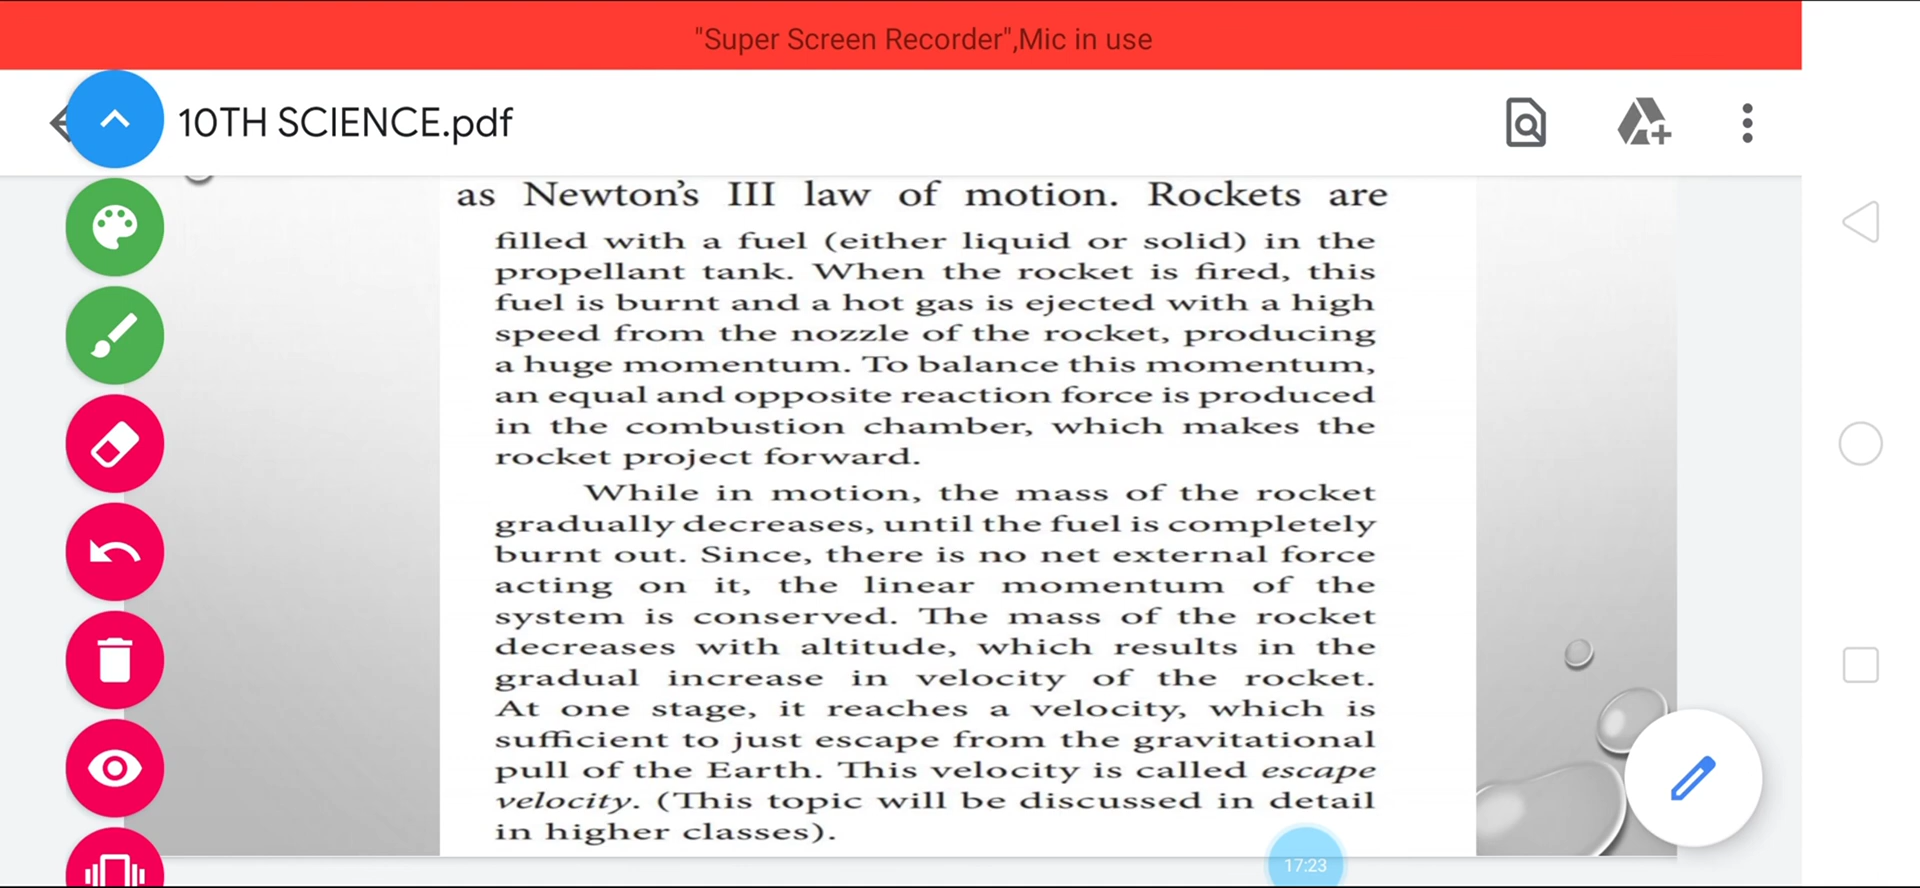 "Super Screen Recorder",Mic in use
10TH SCIENCE.pdf
as Newton's III law of motion. Rockets are
filled with a fuel (either liquid or solid) in the
propellant tank. When the rocket is fired, this
fuel is burnt and a hot gas is ejected with a high
speed from the nozzle of the rocket, producing
a huge momentum. To balance this momentum,
an equal and opposite reaction force is produced
in the combustion chamber, which makes the
rocket project forward.
While in motion, the mass of the rocket
gradually decreases, until the fuel is completely
burnt out. Since, there is no net external force
acting on it, the linear momentum of the
system is conserved. The mass of the rocket
decreases with altitude, which results in the
gradual increase in velocity of the rocket.
At one stage, it reaches a velocity, which is
sufficient to just escape from the gravitational
pull of the Earth. This velocity is called escape
velocity. (This topic will be discussed in detail
in higher classes).
17:23